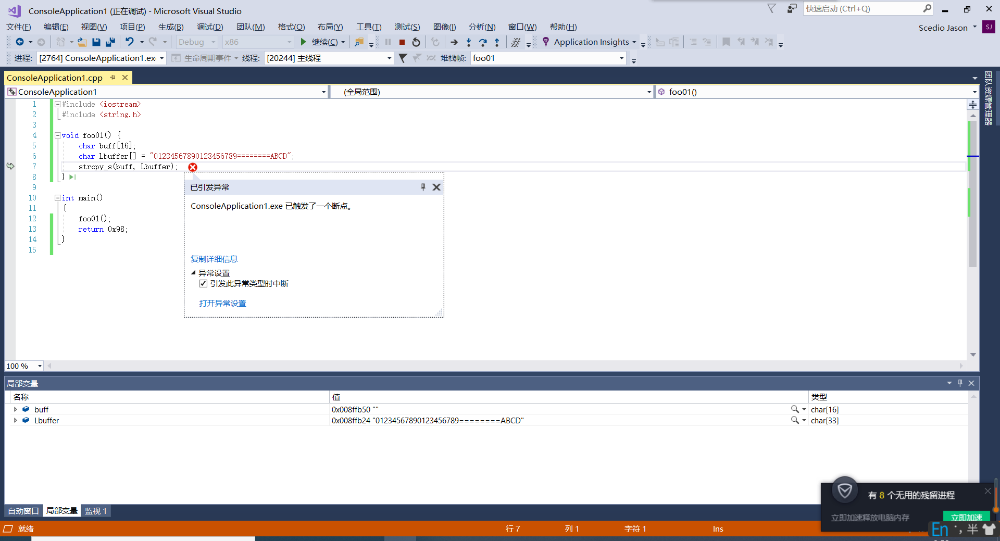 ConsoleApplication1 (正在调试) - Microsoft Visual Studio
快速启动 (Ctrl+Q)
文件(F) 编辑(E) 视图(V) 项目(P) 生成(B) 调试(D) 团队(M) 格式(O) 布局(Y) 工具(T) 测试(S) 图像(I) 分析(N) 窗口(W) 帮助(H)
Scedio Jason SJ
Debug x86 继续(C) Application Insights
进程: [2764] ConsoleApplication1.exe 生命周期事件 线程: [20244] 主线程 堆栈帧: foo01
ConsoleApplication1.cpp
团队资源管理器
ConsoleApplication1 (全局范围) foo01()
1 #include <iostream>
2 #include <string.h>
3
4 void foo01() {
5 char buff[16];
6 char Lbuffer[] = "01234567890123456789========ABCD";
7 strcpy_s(buff, Lbuffer);
8 }
9
10 int main()
11 {
12 foo01();
13 return 0x98;
14 }
15
已引发异常
ConsoleApplication1.exe 已触发了一个断点。
复制详细信息
异常设置
引发此异常类型时中断
打开异常设置
100 %
局部变量
名称 值 类型
buff 0x008ffb50 "" char[16]
Lbuffer 0x008ffb24 "01234567890123456789========ABCD" char[33]
自动窗口 局部变量 监视 1
有 8 个无用的残留进程
立即加速释放电脑内存 立即加速
就绪 行 7 列 1 字符 1 Ins
En 半